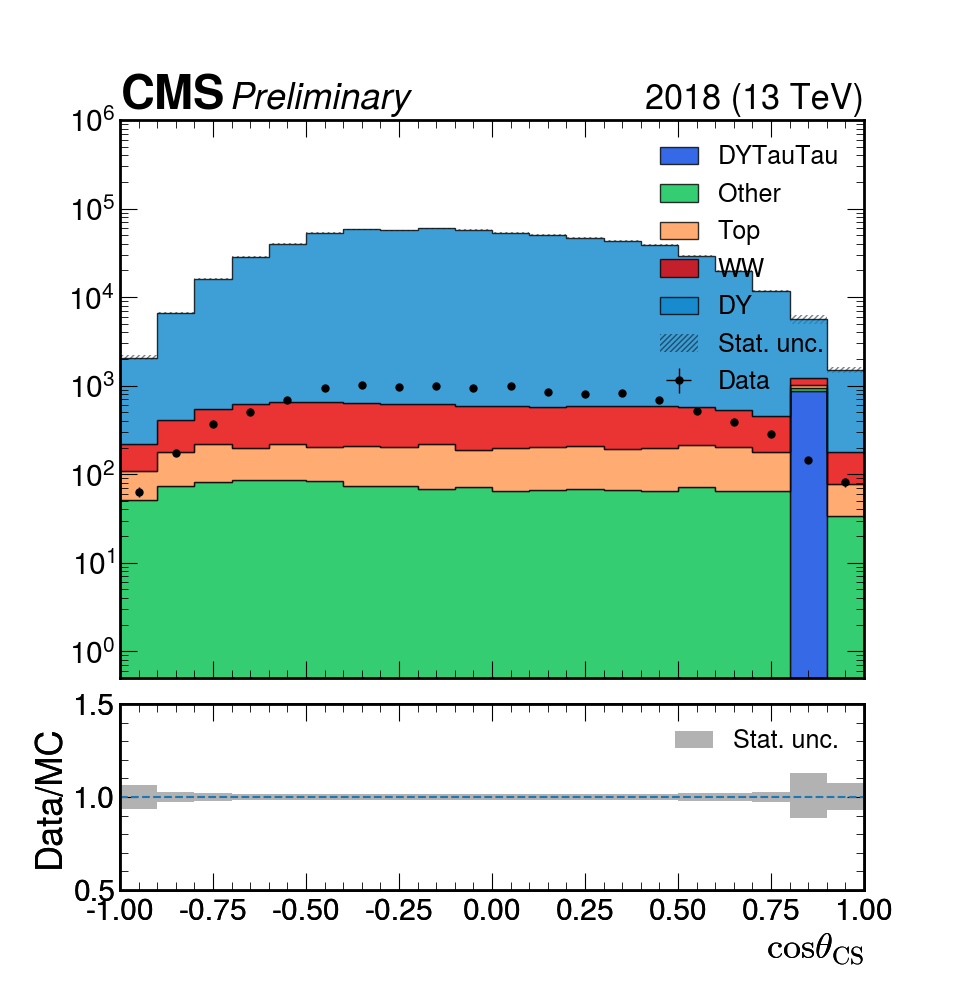 CMS Preliminary 2018 (13 TeV)
10^6
DYTauTau
Other
10^5
Top
WW
10^4
DY
Stat. unc.
10^3
Data
10^2
10^1
10^0
1.5
Stat. unc.
Data/MC
1.0
0.5
-1.00 -0.75 -0.50 -0.25 0.00 0.25 0.50 0.75 1.00
cosθ_CS